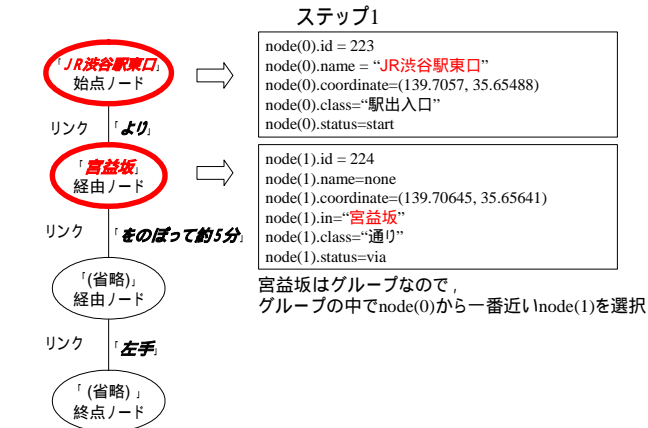 ステップ1
「JR渋谷駅東口」
始点ノード
node(0).id = 223
node(0).name = “JR渋谷駅東口”
node(0).coordinate=(139.7057, 35.65488)
node(0).class=“駅出入口”
node(0).status=start
リンク 「より」
「宮益坂」
経由ノード
node(1).id = 224
node(1).name=none
node(1).coordinate=(139.70645, 35.65641)
node(1).in=“宮益坂”
node(1).class=“通り”
node(1).status=via
リンク 「をのぼって約5分」
宮益坂はグループなので，
グループの中でnode(0)から一番近いnode(1)を選択
「(省略)」
経由ノード
リンク 「左手」
「(省略)」
終点ノード